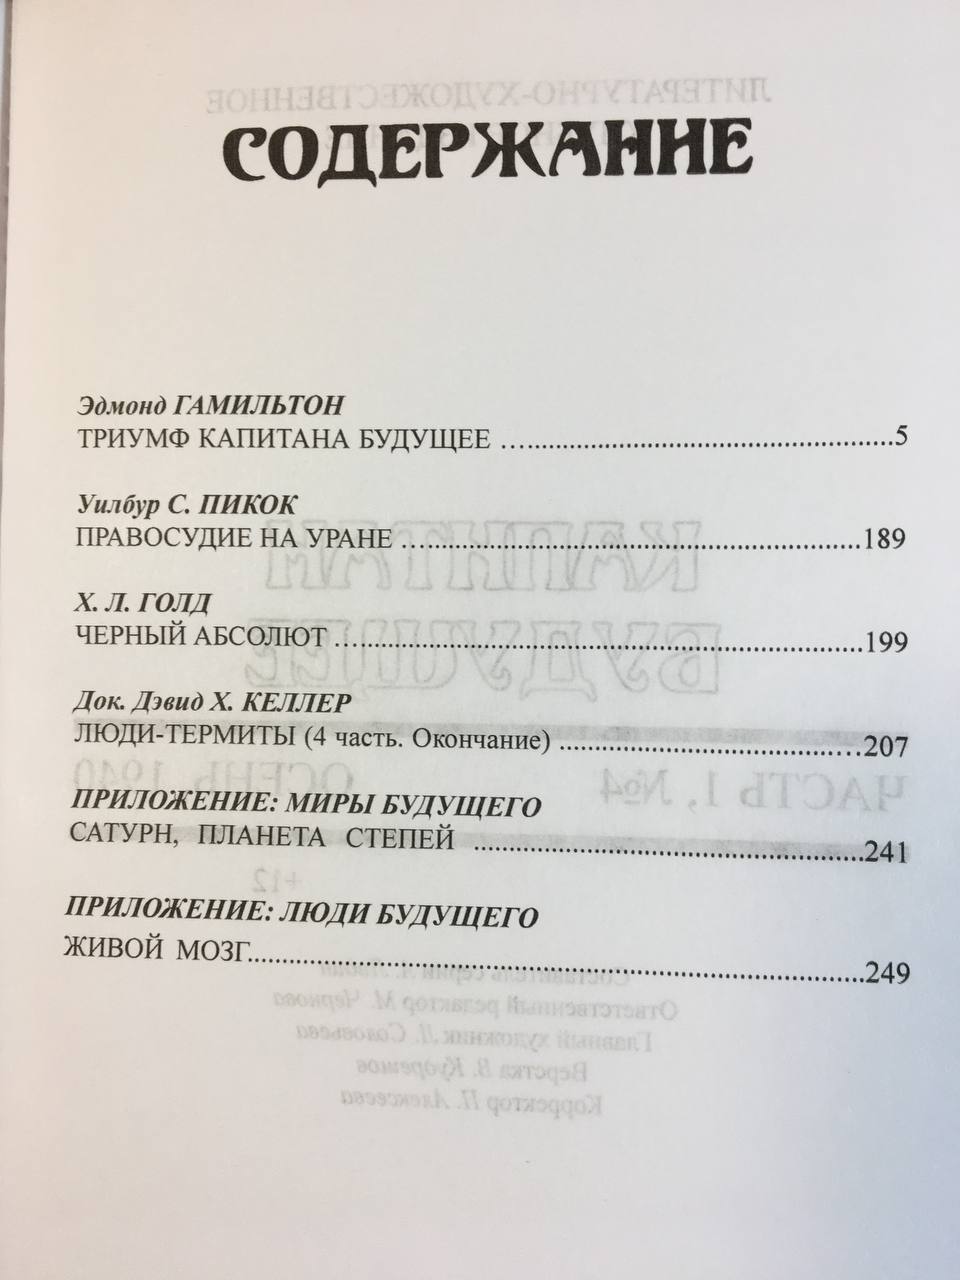 СОДЕРЖАНИЕ
Эдмонд ГАМИЛЬТОН
ТРИУМФ КАПИТАНА БУДУЩЕЕ ........ 5
Уилбур С. ПИКОК
ПРАВОСУДИЕ НА УРАНЕ ........ 189
Х. Л. ГОЛД
ЧЕРНЫЙ АБСОЛЮТ ........ 199
Док. Дэвид Х. КЕЛЛЕР
ЛЮДИ-ТЕРМИТЫ (4 часть. Окончание) ........ 207
ПРИЛОЖЕНИЕ: МИРЫ БУДУЩЕГО
САТУРН, ПЛАНЕТА СТЕПЕЙ ........ 241
ПРИЛОЖЕНИЕ: ЛЮДИ БУДУЩЕГО
ЖИВОЙ МОЗГ ........ 249